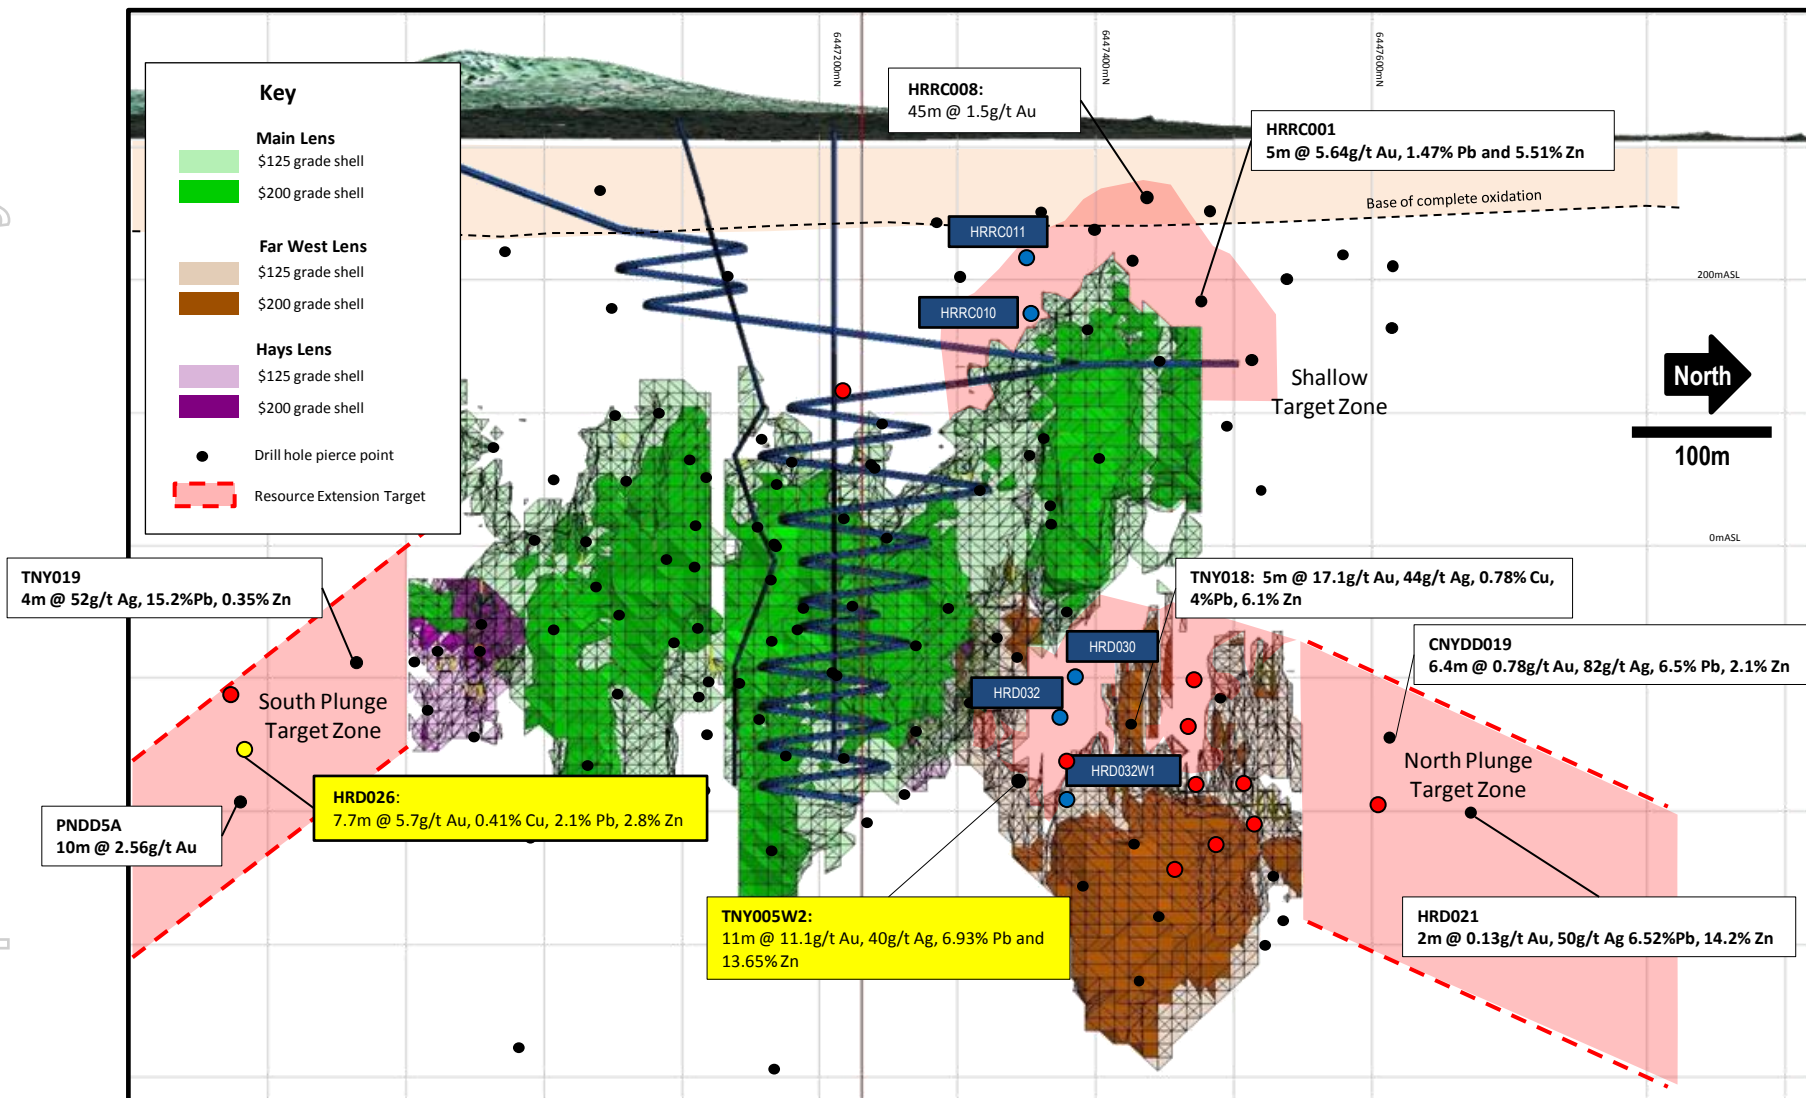 6447200mN
6447400mN
6447600mN
Key
Main Lens
$125 grade shell
$200 grade shell
Far West Lens
$125 grade shell
$200 grade shell
Hays Lens
$125 grade shell
$200 grade shell
Drill hole pierce point
Resource Extension Target
HRRC008:
45m @ 1.5g/t Au
HRRC001
5m @ 5.64g/t Au, 1.47% Pb and 5.51% Zn
Base of complete oxidation
HRRC011
200mASL
HRRC010
Shallow
Target Zone
North
100m
0mASL
TNY019
4m @ 52g/t Ag, 15.2%Pb, 0.35% Zn
TNY018: 5m @ 17.1g/t Au, 44g/t Ag, 0.78% Cu,
4%Pb, 6.1% Zn
HRD030
CNYDD019
6.4m @ 0.78g/t Au, 82g/t Ag, 6.5% Pb, 2.1% Zn
HRD032
South Plunge
Target Zone
North Plunge
Target Zone
HRD032W1
HRD026:
7.7m @ 5.7g/t Au, 0.41% Cu, 2.1% Pb, 2.8% Zn
PNDD5A
10m @ 2.56g/t Au
TNY005W2:
11m @ 11.1g/t Au, 40g/t Ag, 6.93% Pb and
13.65% Zn
HRD021
2m @ 0.13g/t Au, 50g/t Ag 6.52%Pb, 14.2% Zn